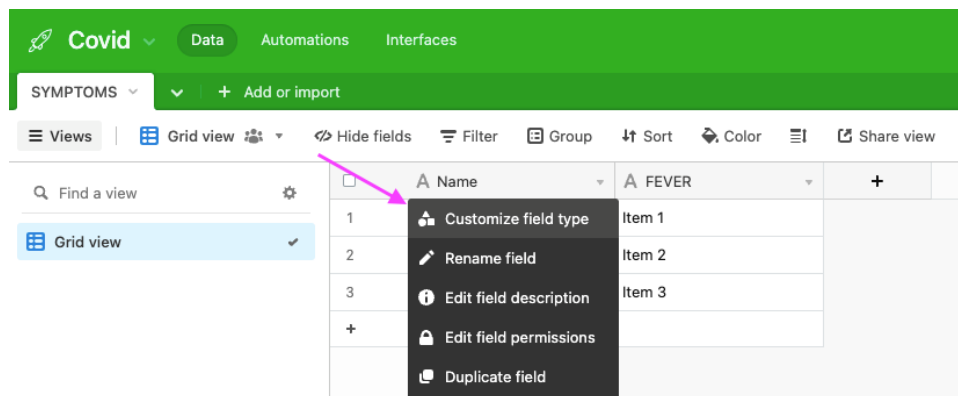 Covid Data Automations Interfaces
SYMPTOMS + Add or import
Views Grid view Hide fields Filter Group Sort Color Share view
Find a view
Grid view
A Name A FEVER +
1 Item 1
2 Item 2
3 Item 3
+
Customize field type
Rename field
Edit field description
Edit field permissions
Duplicate field